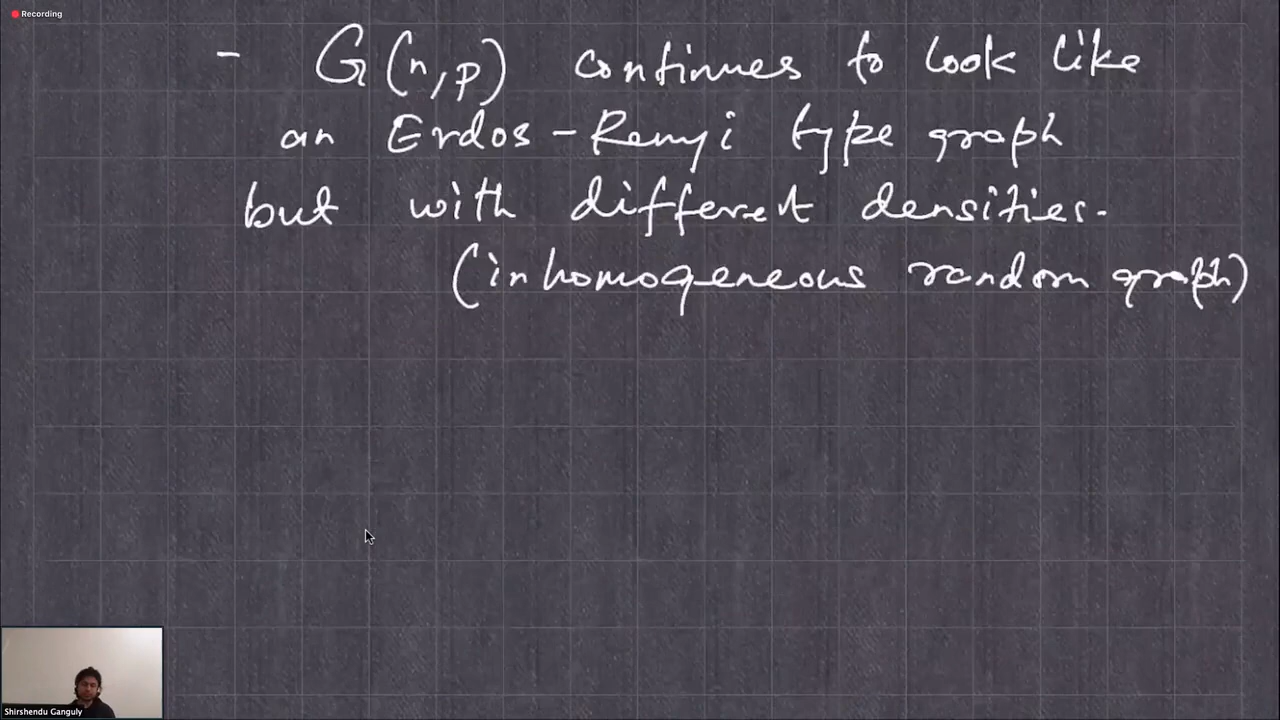 Recording
- G(n,p) continues to look like
an Erdos-Renyi type graph
but with different densities.
(inhomogeneous random graph)
Shirshendu Ganguly